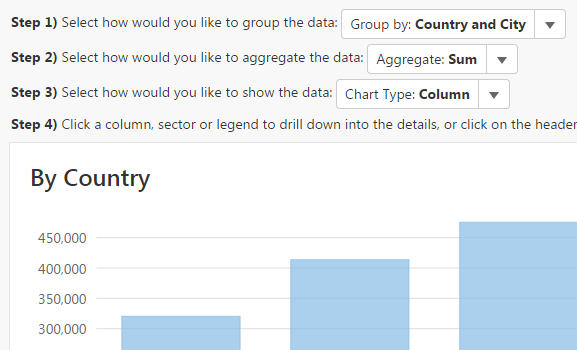 Step 1) Select how would you like to group the data: Group by: Country and City
Step 2) Select how would you like to aggregate the data: Aggregate: Sum
Step 3) Select how would you like to show the data: Chart Type: Column
Step 4) Click a column, sector or legend to drill down into the details, or click on the header
By Country
450,000
400,000
350,000
300,000